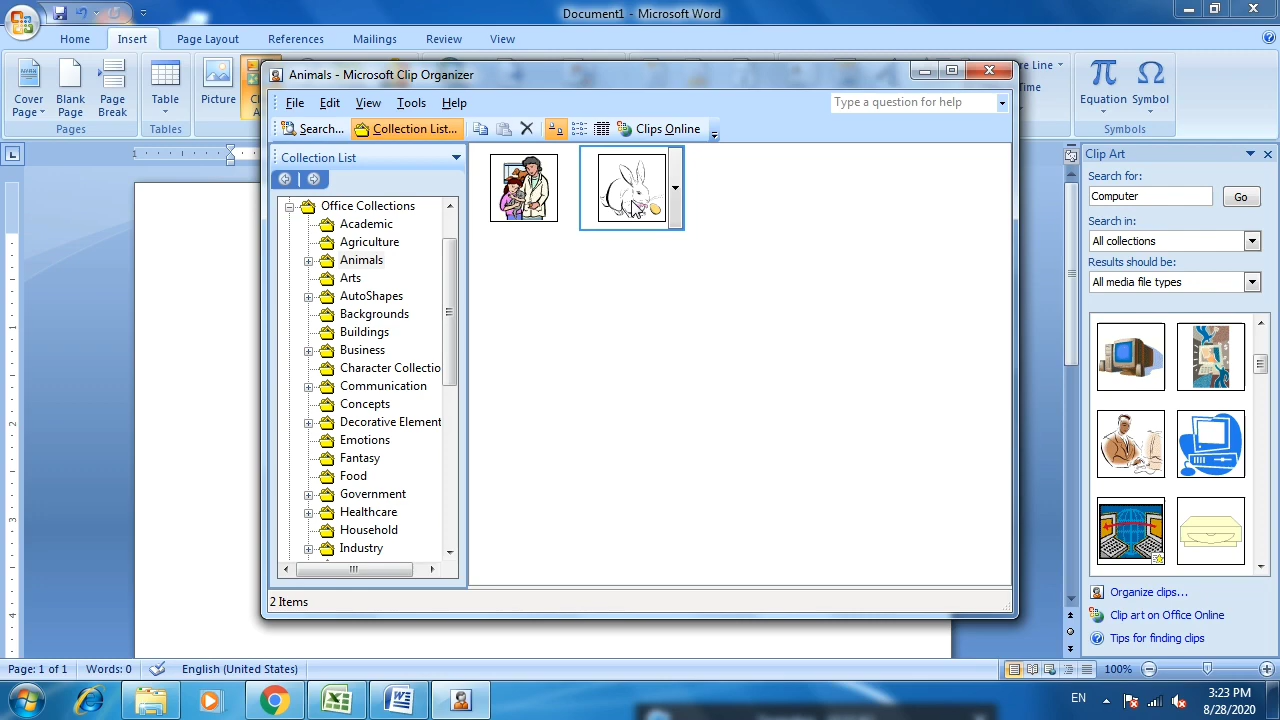 Document1 - Microsoft Word
Home Insert Page Layout References Mailings Review View
Cover Page
Blank Page
Page Break
Table
Picture
Equation
Symbol
Pages
Tables
Symbols
Animals - Microsoft Clip Organizer
File Edit View Tools Help
Type a question for help
Search... Collection List... Clips Online
Collection List
Office Collections
Academic
Agriculture
Animals
Arts
AutoShapes
Backgrounds
Buildings
Business
Character Collectio
Communication
Concepts
Decorative Element
Emotions
Fantasy
Food
Government
Healthcare
Household
Industry
2 Items
Clip Art
Search for:
Computer
Go
Search in:
All collections
Results should be:
All media file types
Organize clips...
Clip art on Office Online
Tips for finding clips
Page: 1 of 1 Words: 0 English (United States) 100%
EN 3:23 PM
8/28/2020